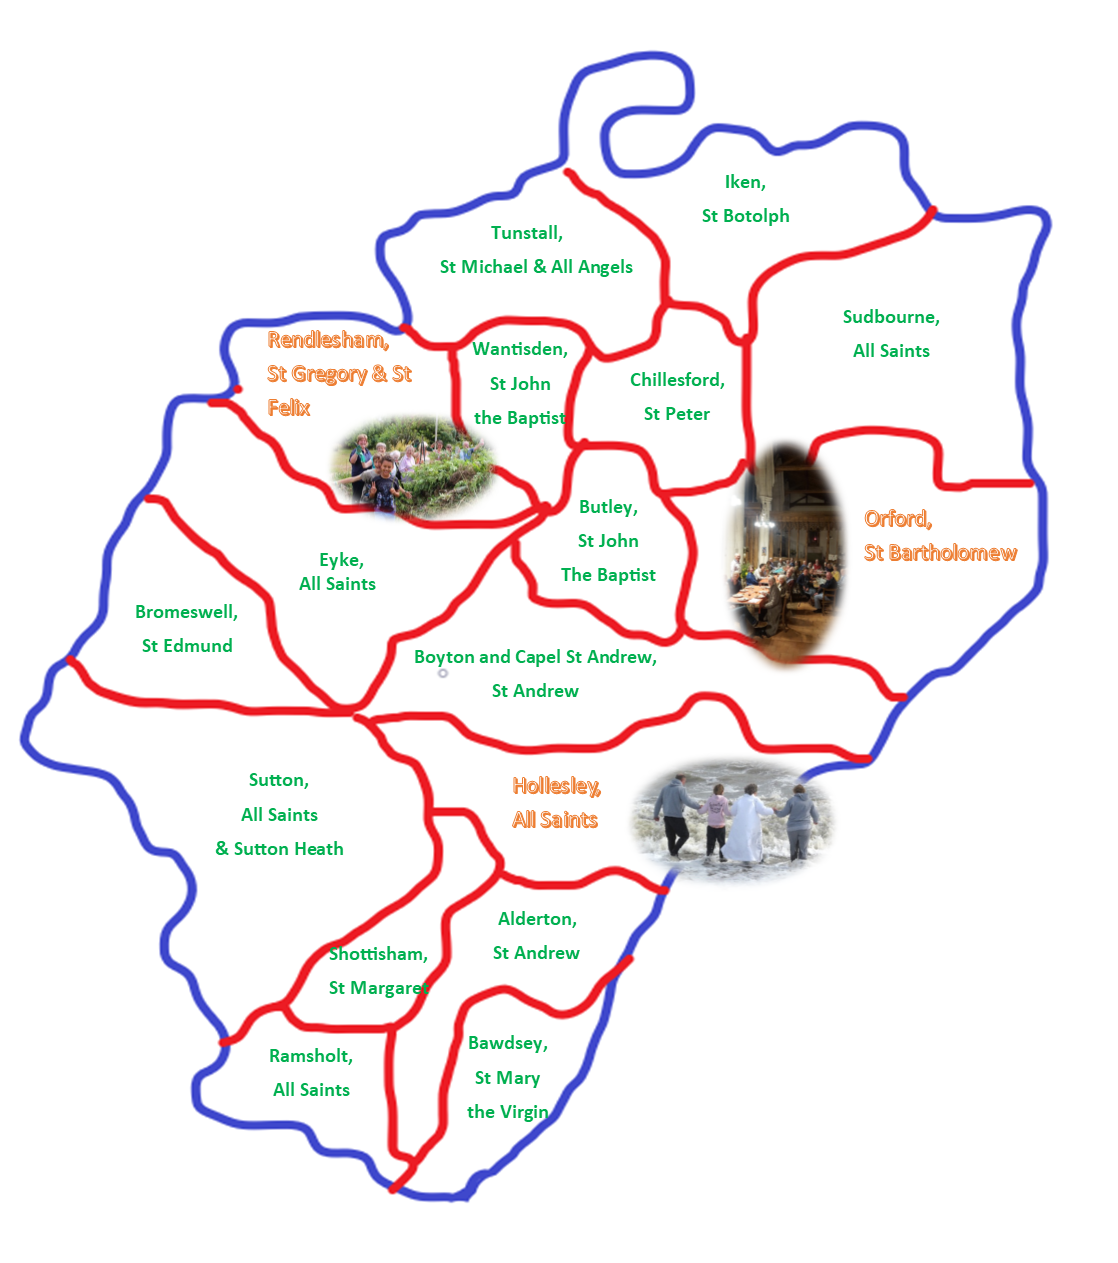 Iken,
St Botolph
Tunstall,
St Michael & All Angels
Sudbourne,
All Saints
Rendlesham,
St Gregory & St
Felix
Wantisden,
St John
the Baptist
Chillesford,
St Peter
Butley,
St John
The Baptist
Orford,
St Bartholomew
Eyke,
All Saints
Bromeswell,
St Edmund
Boyton and Capel St Andrew,
St Andrew
Sutton,
All Saints
& Sutton Heath
Hollesley,
All Saints
Alderton,
St Andrew
Shottisham,
St Margaret
Bawdsey,
St Mary
the Virgin
Ramsholt,
All Saints